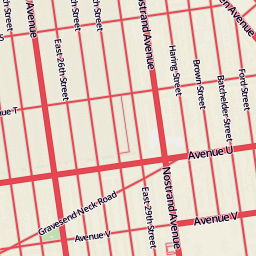 Avenue
Nostrand Avenue
Avenue
East 26th Street
Haring Street
Brown Street
Batchelder Street
Ford Street
Avenue U
Nostrand Avenue
East 29th Street
Gravesend Neck Road
Avenue V
Avenue V